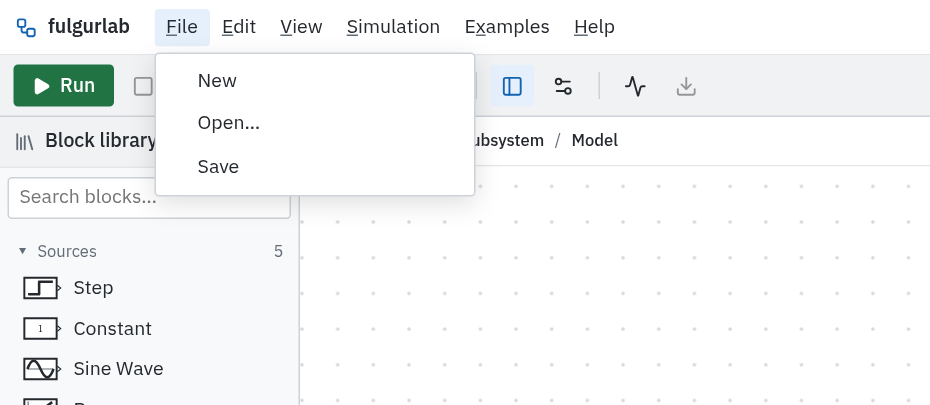 fulgurlab File Edit View Simulation Examples Help
Run
New
Open...
Save
Block library
/ Model
Search blocks...
Sources 5
Step
1 Constant
Sine Wave